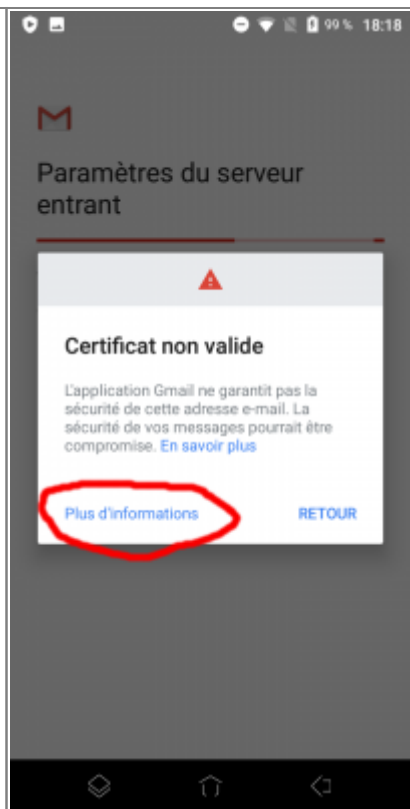 99 % 18:18
Paramètres du serveur
entrant
Certificat non valide
L'application Gmail ne garantit pas la
sécurité de cette adresse e-mail. La
sécurité de vos messages pourrait être
compromise. En savoir plus
Plus d'informations RETOUR